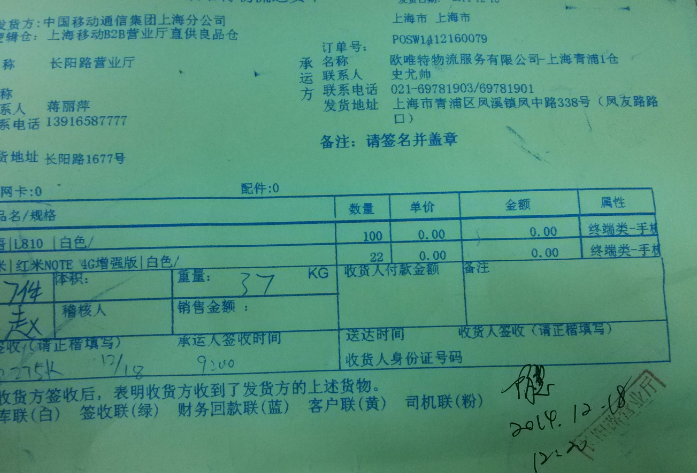 发货方:中国移动通信集团上海分公司
逻辑仓: 上海移动B2B营业厅直供良品仓
上海市 上海市
订单号: POSW1412160079
称 长阳路营业厅
承运方
名称 欧唯特物流服务有限公司-上海青浦1仓
联系人 史尤帅
称
联系电话 021-69781903/69781901
系人 蒋丽萍
发货地址 上海市青浦区凤溪镇凤中路338号（凤友路路口）
系电话 13916587777
备注: 请签名并盖章
货地址 长阳路1677号
网卡:0 配件:0
品名/规格 数量 单价 金额 属性
|L810 |白色/ 100 0.00 0.00 终端类-手机
米|红米NOTE 4G增强版|白色/ 22 0.00 0.00 终端类-手机
7件 体积: 重量: 37 KG 收货人付款金额 备注
稽核人 销售金额:
签收(请正楷填写) 承运人签收时间 送达时间 收货人签收（请正楷填写）
12/18 9:00 收货人身份证号码
收货方签收后, 表明收货方收到了发货方的上述货物。
车联(白) 签收联(绿) 财务回款联(蓝) 客户联(黄) 司机联(粉)
2014.12.18